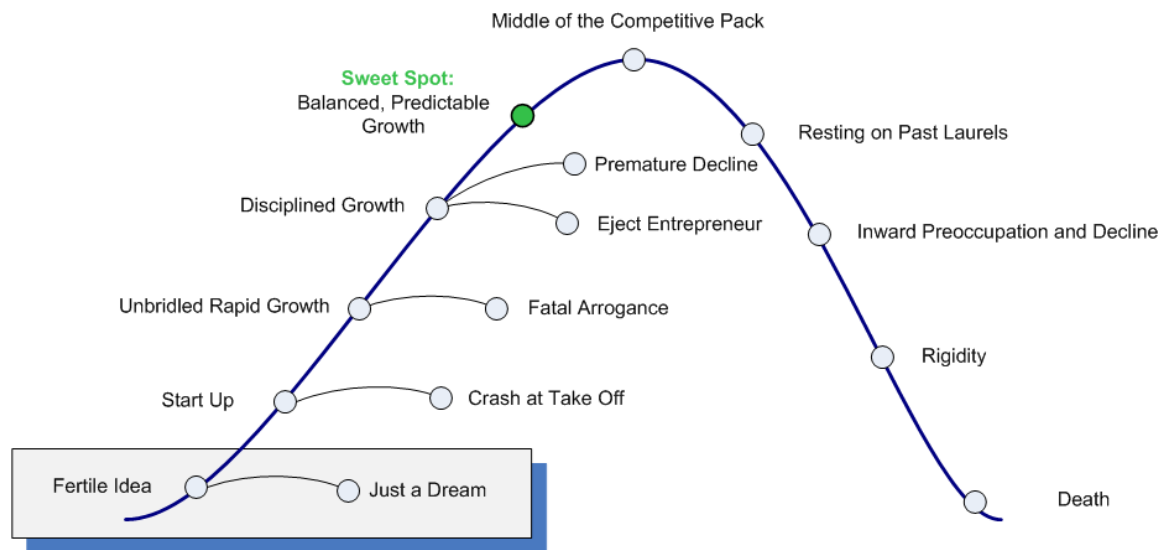 Middle of the Competitive Pack
Sweet Spot:
Balanced, Predictable
Growth
Resting on Past Laurels
Premature Decline
Disciplined Growth
Eject Entrepreneur
Inward Preoccupation and Decline
Unbridled Rapid Growth
Fatal Arrogance
Rigidity
Start Up
Crash at Take Off
Fertile Idea
Just a Dream
Death